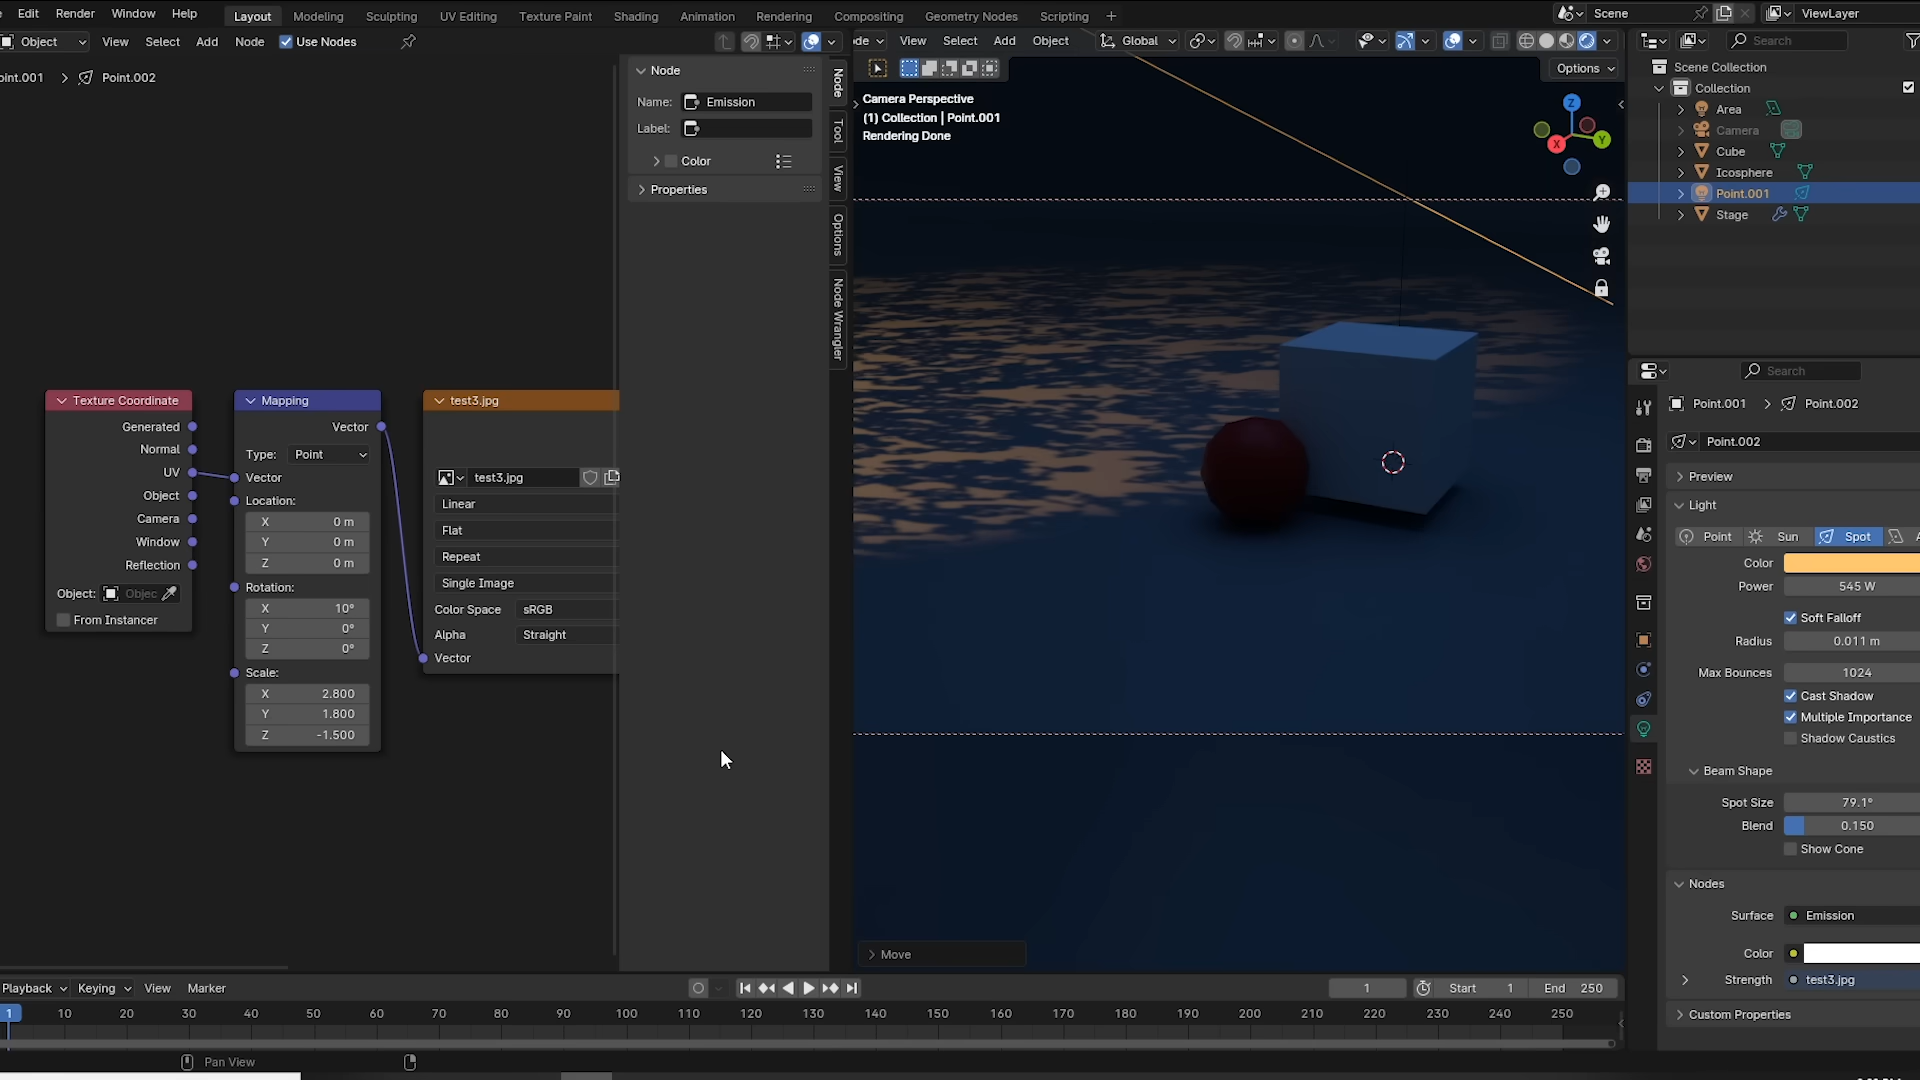 Edit Render Window Help Layout Modeling Sculpting UV Editing Texture Paint Shading Animation Rendering Compositing Geometry Nodes Scripting + Scene ViewLayer
Object View Select Add Node Use Nodes View Select Add Object Global Search
Options
oint.001 > Point.002
Node
Name: Emission
Label:
Color
Properties
Node
Tool
View
Options
Node Wrangler
Camera Perspective
(1) Collection | Point.001
Rendering Done
Z
Y
X
Scene Collection
Collection
Area
Camera
Cube
Icosphere
Point.001
Stage
Texture Coordinate
Generated
Normal
UV
Object
Camera
Window
Reflection
Object: Objec
From Instancer
Mapping
Vector
Type: Point
Vector
Location:
X 0 m
Y 0 m
Z 0 m
Rotation:
X 10°
Y 0°
Z 0°
Scale:
X 2.800
Y 1.800
Z -1.500
test3.jpg
test3.jpg
Linear
Flat
Repeat
Single Image
Color Space sRGB
Alpha Straight
Vector
Move
Search
Point.001 > Point.002
Point.002
Preview
Light
Point Sun Spot
Color
Power 545 W
Soft Falloff
Radius 0.011 m
Max Bounces 1024
Cast Shadow
Multiple Importance
Shadow Caustics
Beam Shape
Spot Size 79.1°
Blend 0.150
Show Cone
Nodes
Surface Emission
Color
Strength test3.jpg
Custom Properties
Playback Keying View Marker 1 Start 1 End 250
1 10 20 30 40 50 60 70 80 90 100 110 120 130 140 150 160 170 180 190 200 210 220 230 240 250
Pan View